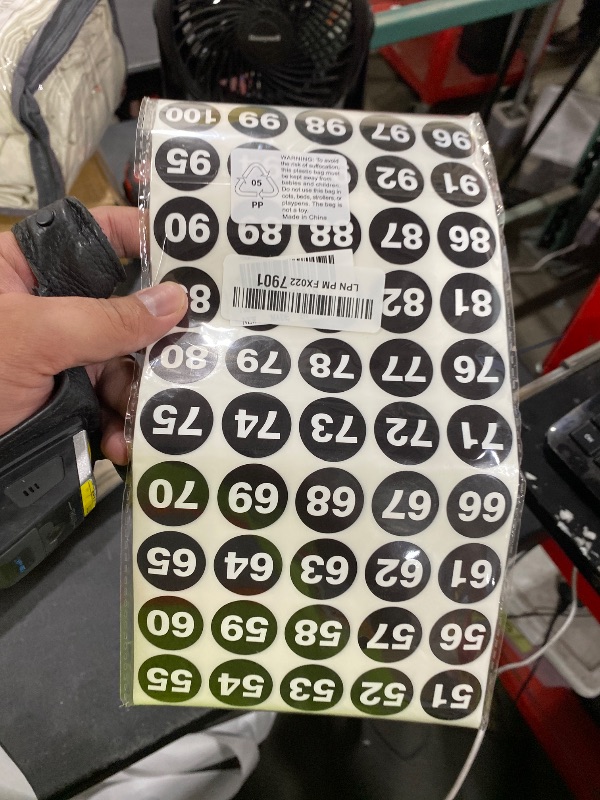 Honeywell
51 52 53 54 55
56 57 58 59 60
61 62 63 64 65
66 67 68 69 70
71 72 73 74 75
76 77 78 79 80
81 82
LPN PM FX022 7901
86 87 88 89 90
91 92 95
96 97 98 99 100
05
PP
WARNING: To avoid
the risk of suffocation,
this plastic bag must
be kept away from
babies and children.
Do not use this bag in
cots, beds, strollers, or
playpens. The bag is
not a toy.
Made in China